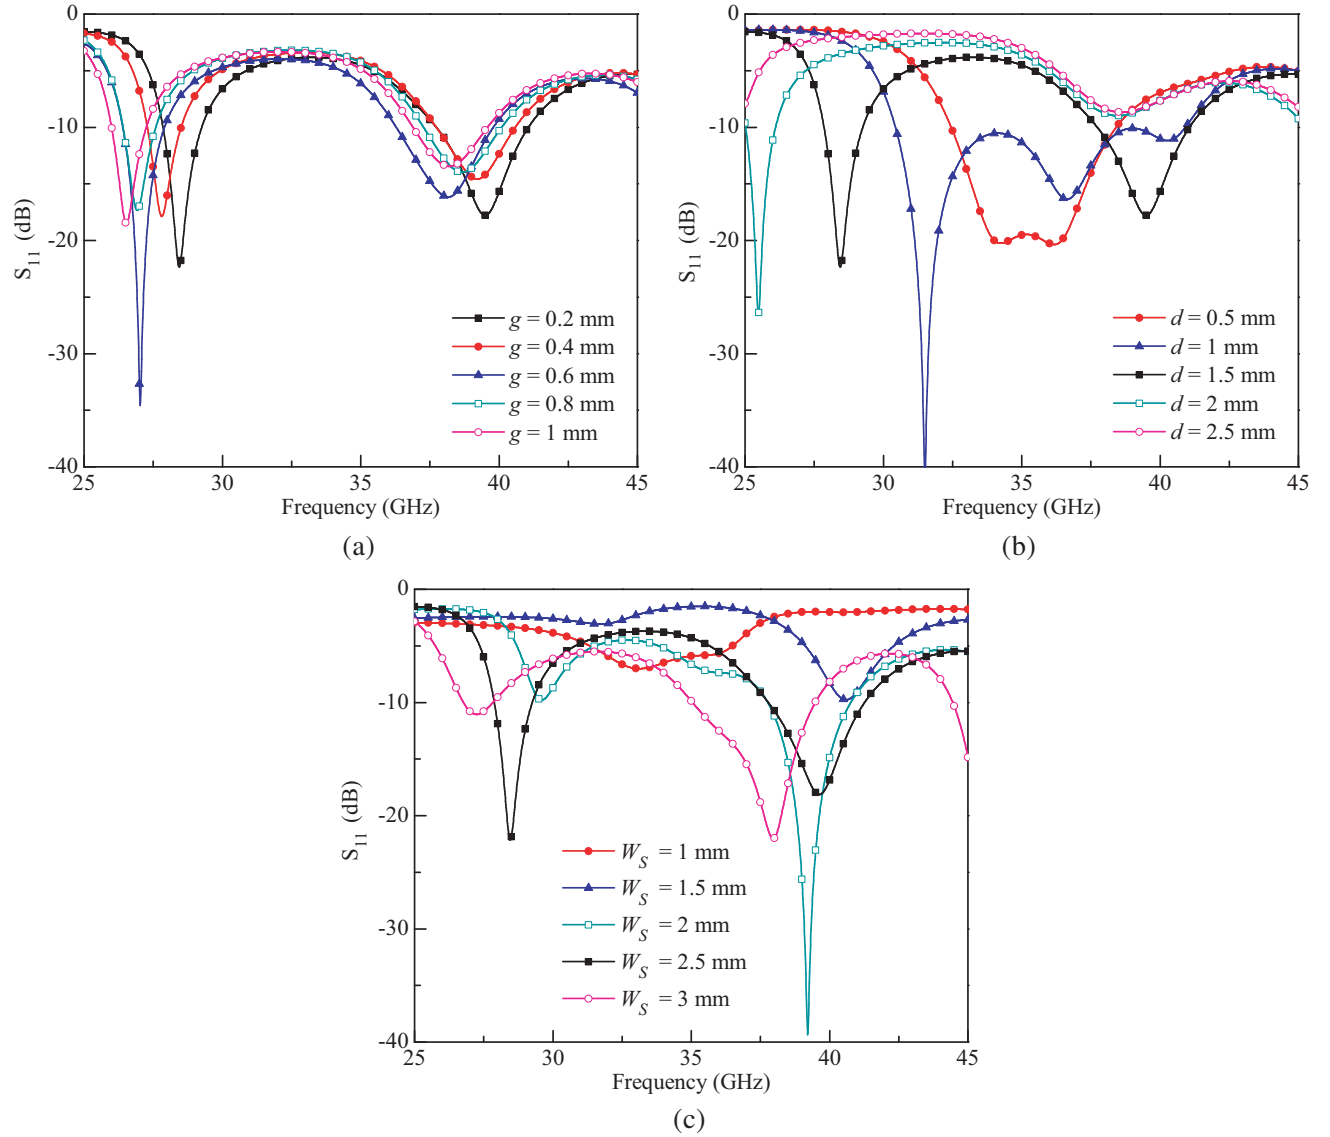 0
-10
-20
-30
-40
25 30 35 40 45
S11 (dB)
Frequency (GHz)
g = 0.2 mm
g = 0.4 mm
g = 0.6 mm
g = 0.8 mm
g = 1 mm
(a)
0
-10
-20
-30
-40
25 30 35 40 45
S11 (dB)
Frequency (GHz)
d = 0.5 mm
d = 1 mm
d = 1.5 mm
d = 2 mm
d = 2.5 mm
(b)
0
-10
-20
-30
-40
25 30 35 40 45
S11 (dB)
Frequency (GHz)
WS = 1 mm
WS = 1.5 mm
WS = 2 mm
WS = 2.5 mm
WS = 3 mm
(c)